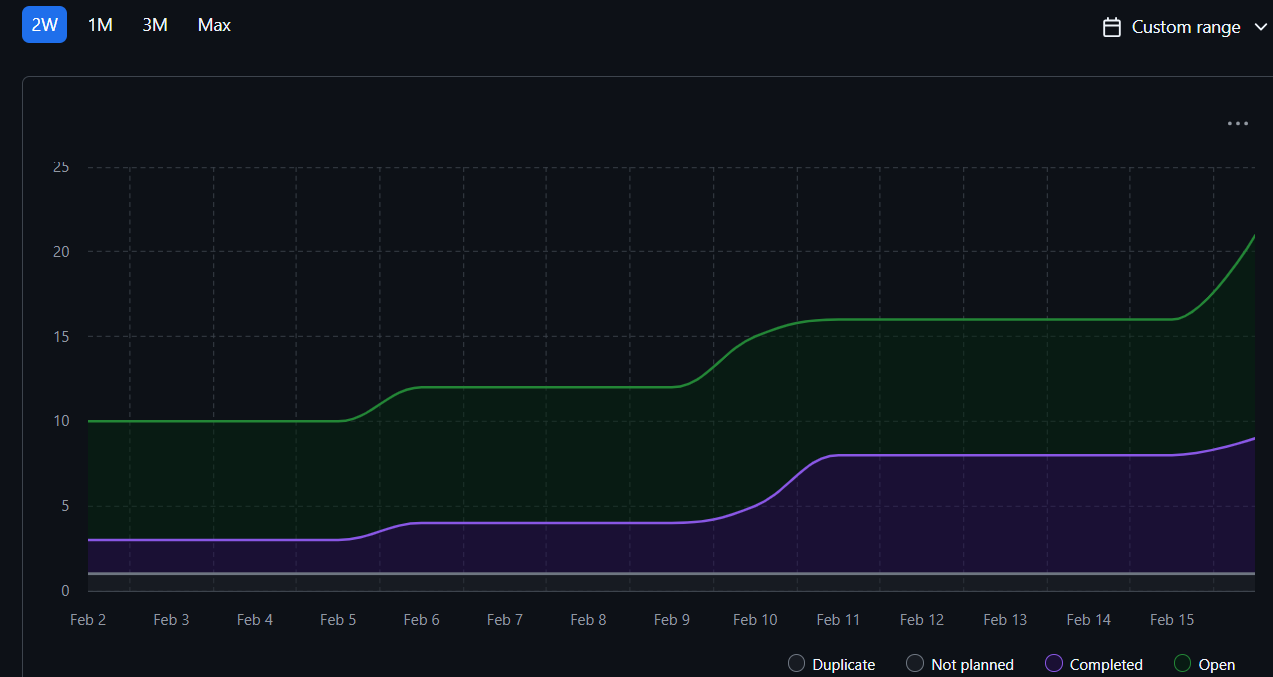 2W 1M 3M Max Custom range
25
20
15
10
5
0
Feb 2 Feb 3 Feb 4 Feb 5 Feb 6 Feb 7 Feb 8 Feb 9 Feb 10 Feb 11 Feb 12 Feb 13 Feb 14 Feb 15
Duplicate Not planned Completed Open